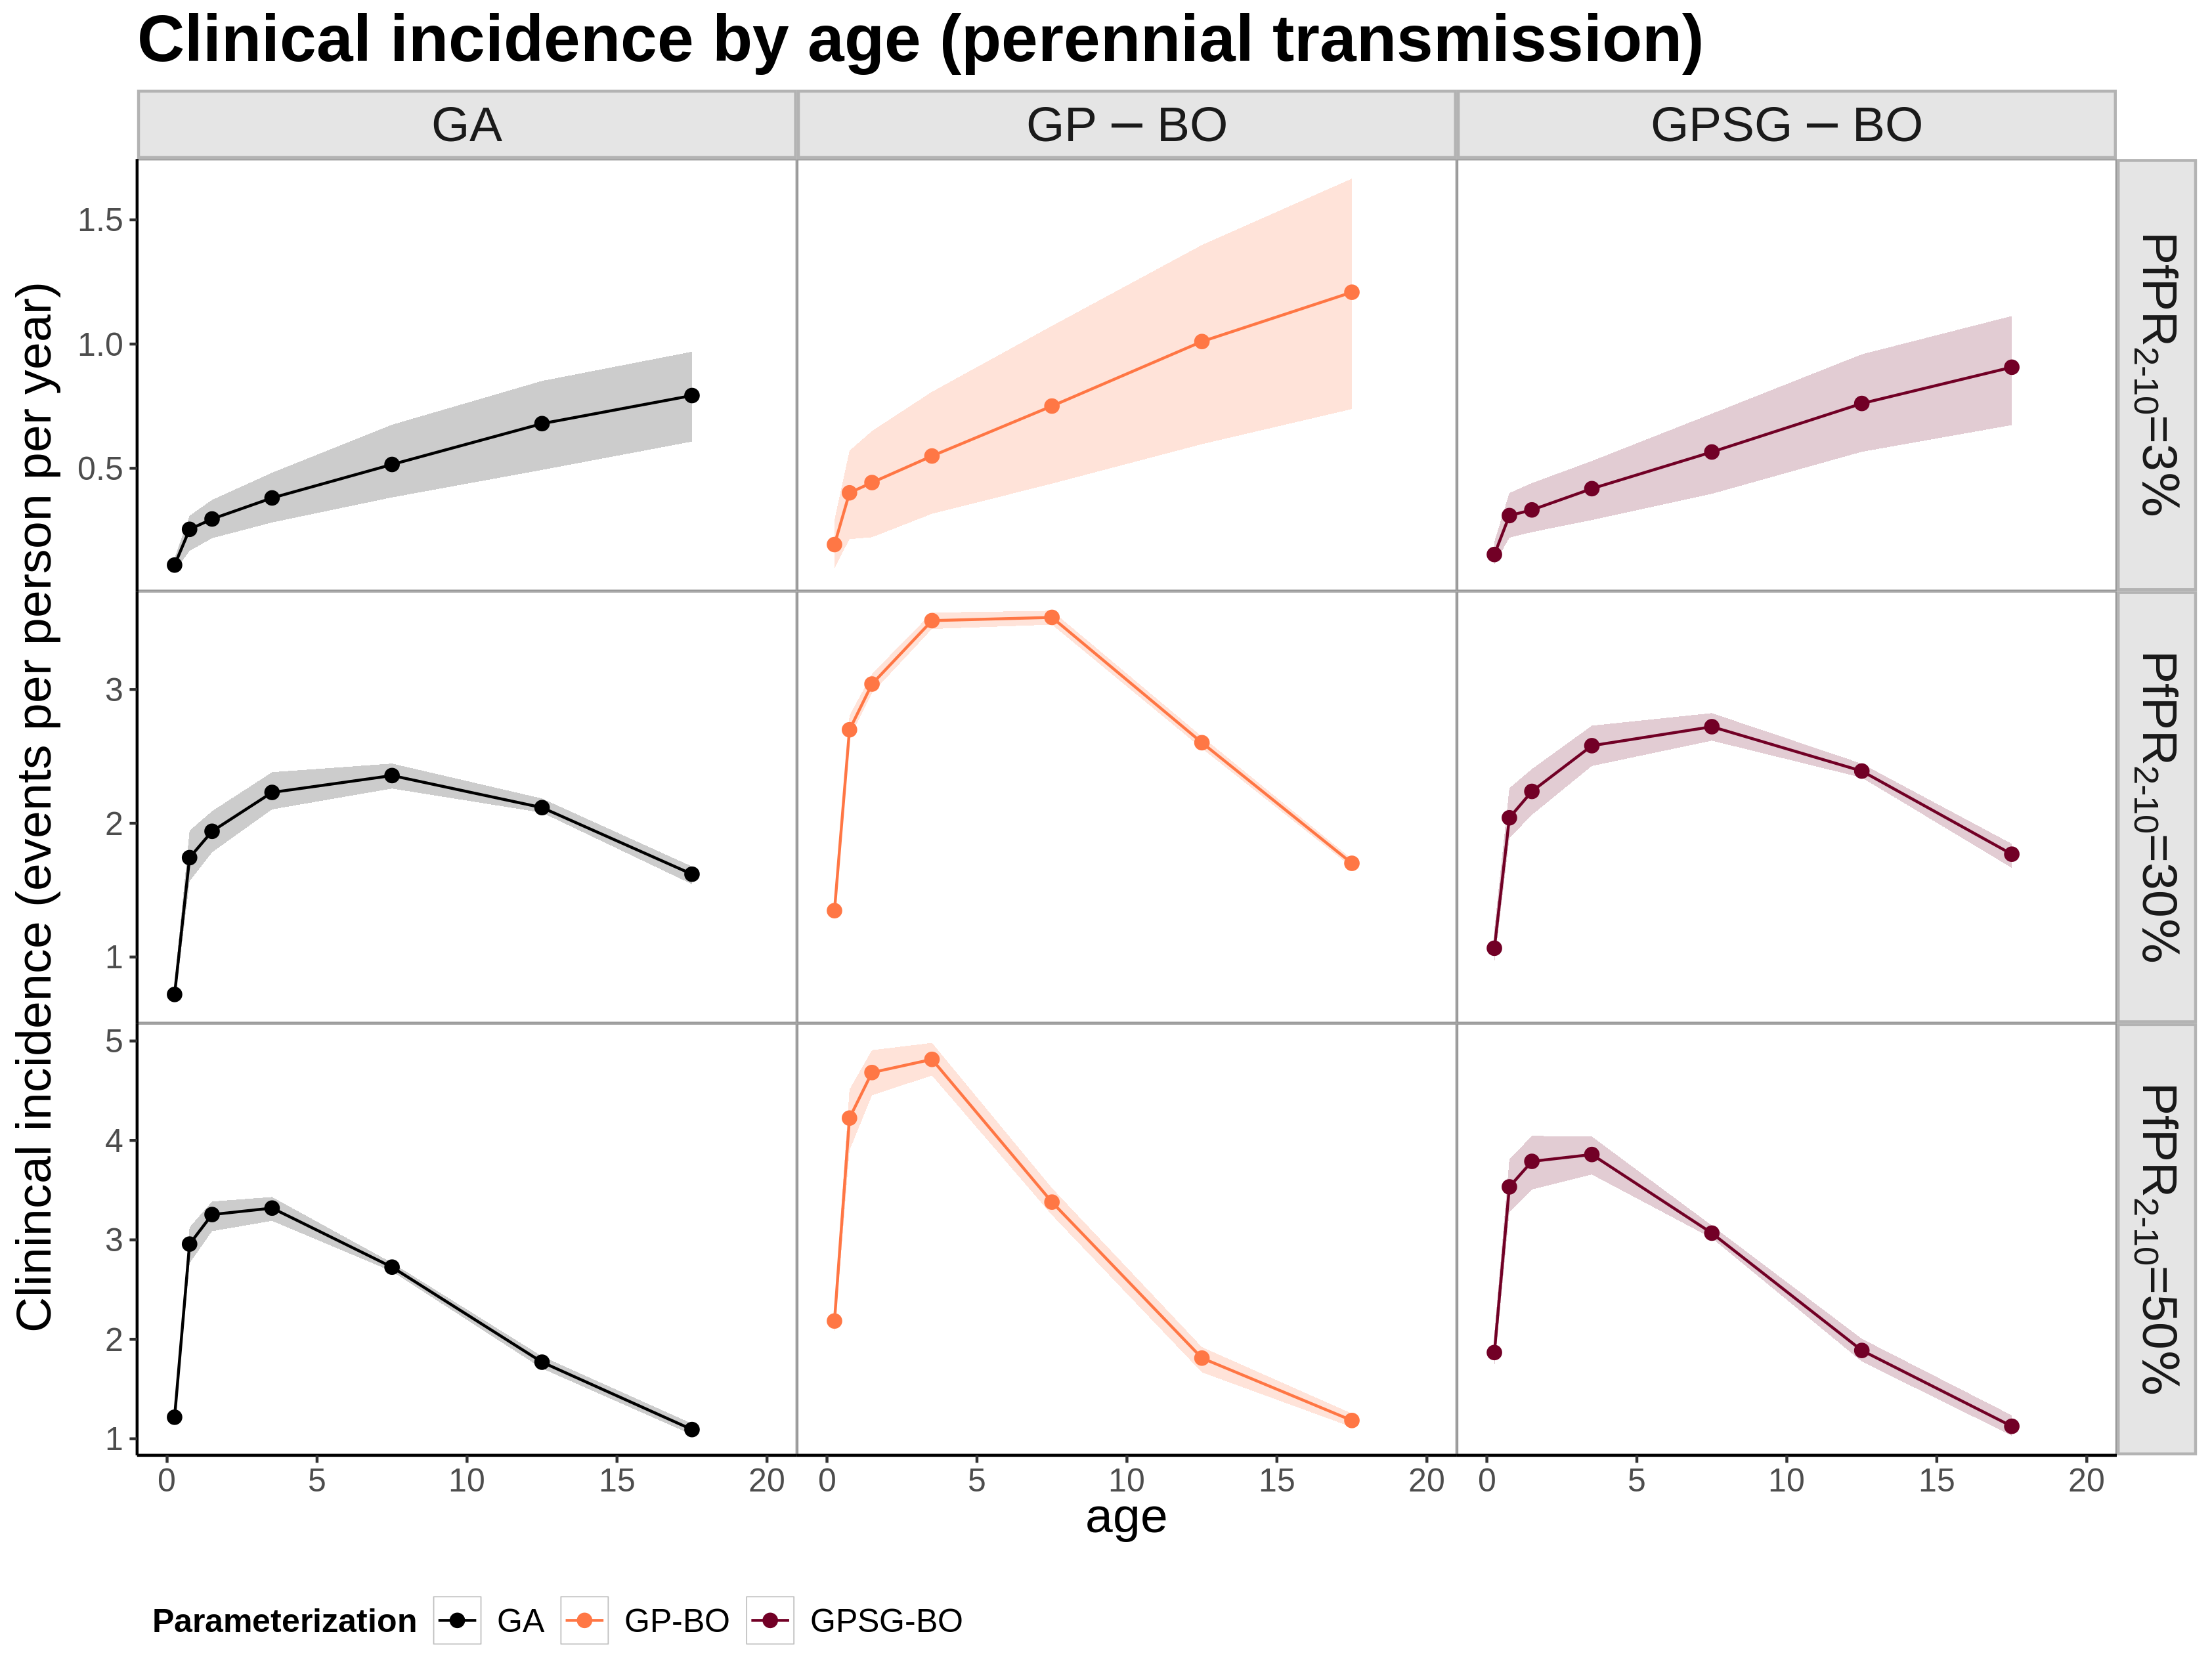 Clinical incidence by age (perennial transmission)
GA
GP − BO
GPSG − BO
Clinincal incidence (events per person per year)
1.5
1.0
0.5
PfPR2-10=3%
3
2
1
PfPR2-10=30%
5
4
3
2
1
PfPR2-10=50%
0 5 10 15 20 0 5 10 15 20 0 5 10 15 20
age
Parameterization GA GP-BO GPSG-BO